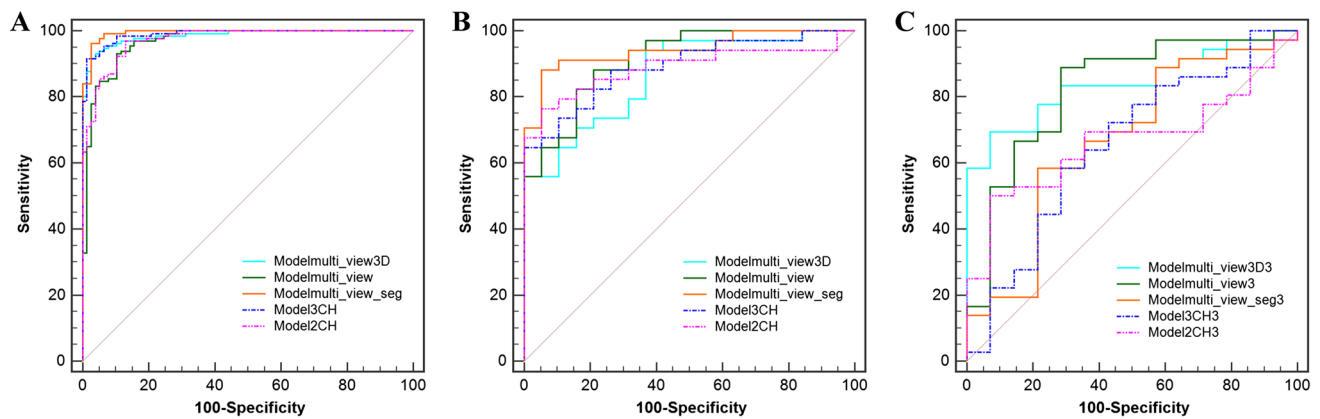 A
Sensitivity
100
80
60
40
20
0
Modelmulti_view3D
Modelmulti_view
Modelmulti_view_seg
Model3CH
Model2CH
0 20 40 60 80 100
100-Specificity
B
Sensitivity
100
80
60
40
20
0
Modelmulti_view3D
Modelmulti_view
Modelmulti_view_seg
Model3CH
Model2CH
0 20 40 60 80 100
100-Specificity
C
Sensitivity
100
80
60
40
20
0
Modelmulti_view3D3
Modelmulti_view3
Modelmulti_view_seg3
Model3CH3
Model2CH3
0 20 40 60 80 100
100-Specificity